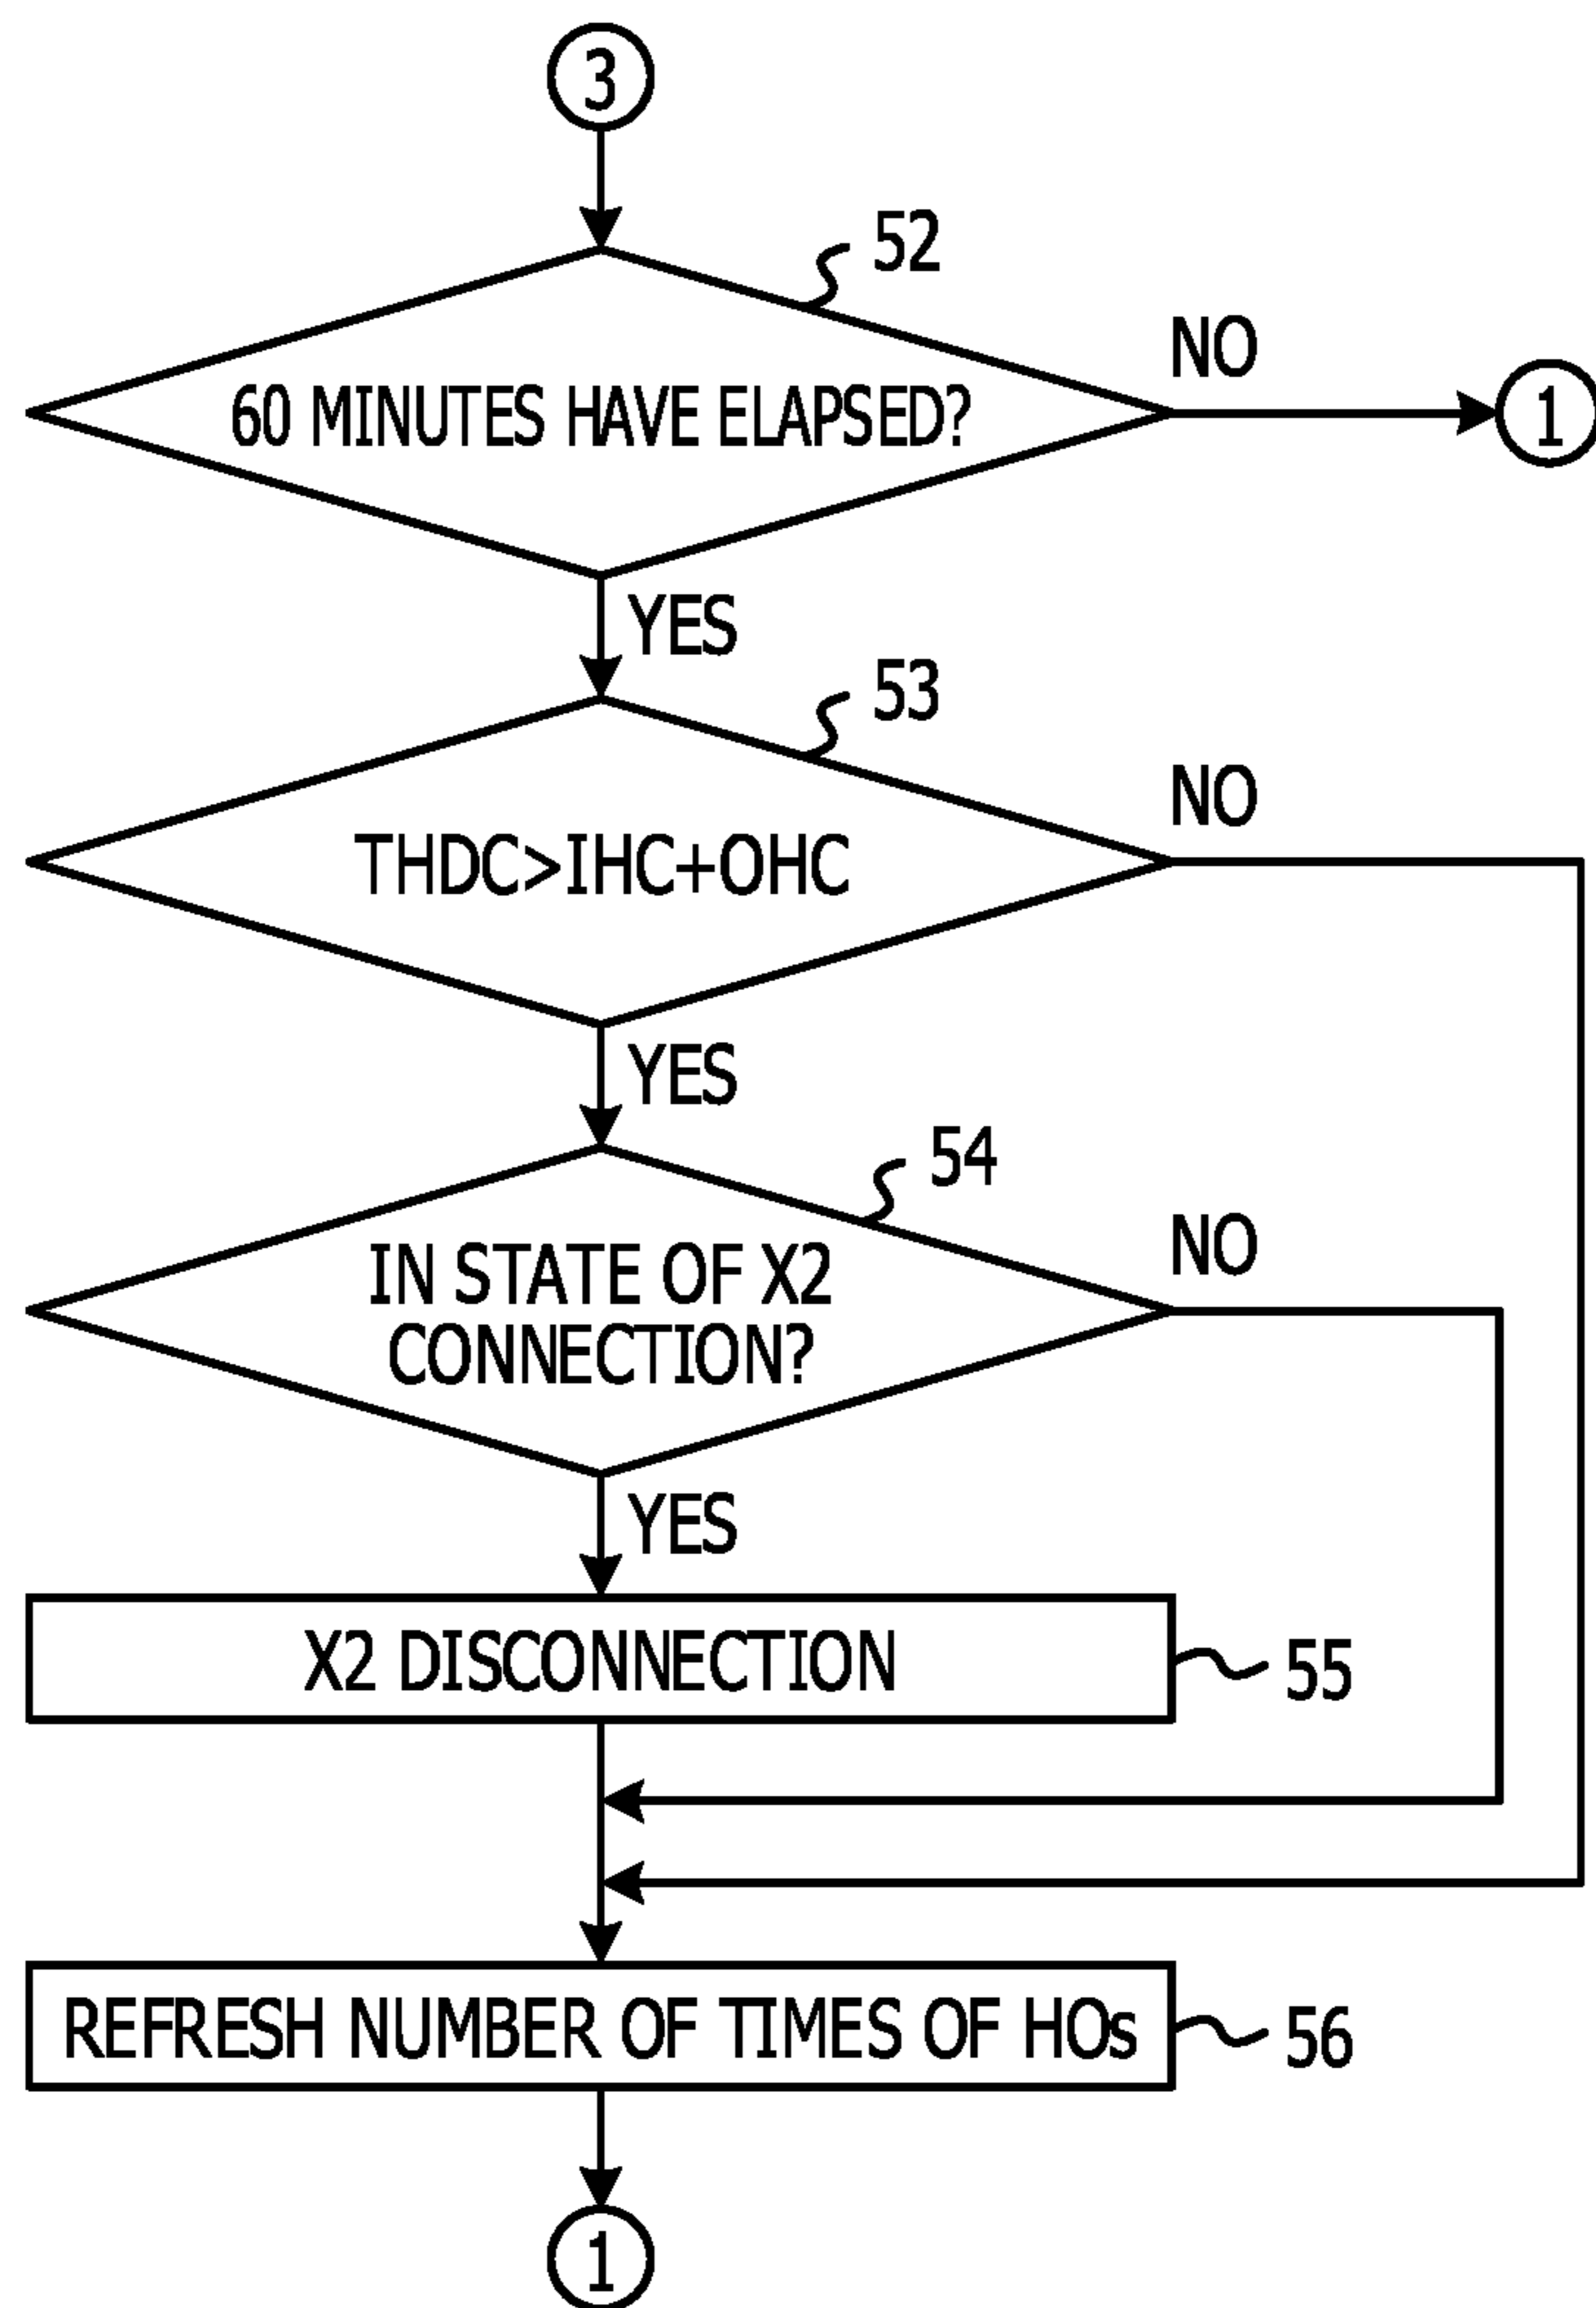 3
52
NO
60 MINUTES HAVE ELAPSED?
1
YES
53
NO
THDC>IHC+OHC
YES
54
NO
IN STATE OF X2
CONNECTION?
YES
X2 DISCONNECTION
55
REFRESH NUMBER OF TIMES OF HOs
56
1